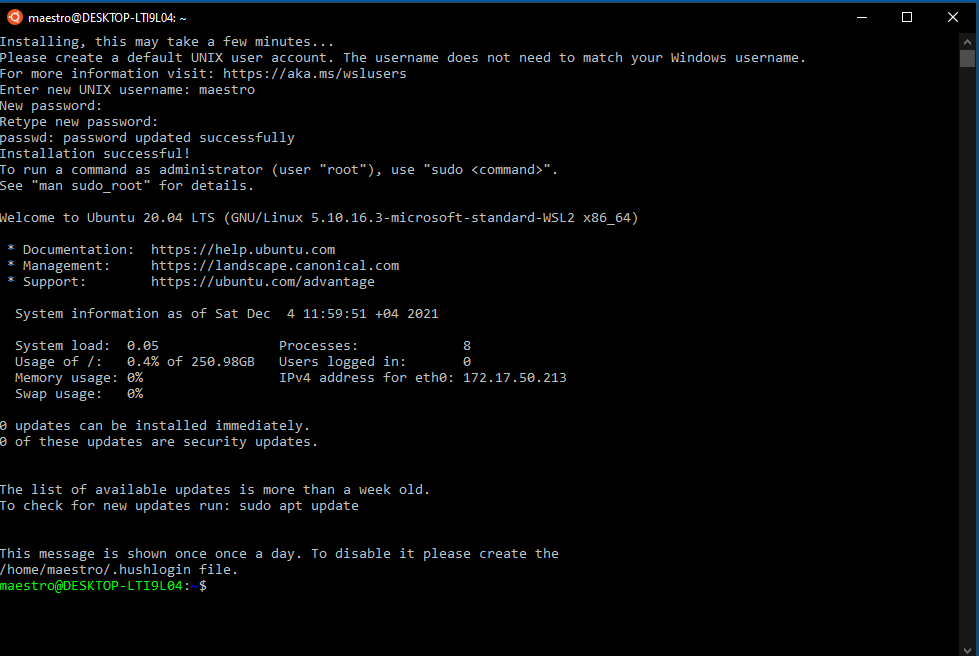 maestro@DESKTOP-LTI9L04: ~
Installing, this may take a few minutes...
Please create a default UNIX user account. The username does not need to match your Windows username.
For more information visit: https://aka.ms/wslusers
Enter new UNIX username: maestro
New password:
Retype new password:
passwd: password updated successfully
Installation successful!
To run a command as administrator (user "root"), use "sudo <command>".
See "man sudo_root" for details.
Welcome to Ubuntu 20.04 LTS (GNU/Linux 5.10.16.3-microsoft-standard-WSL2 x86_64)
* Documentation:  https://help.ubuntu.com
* Management:     https://landscape.canonical.com
* Support:        https://ubuntu.com/advantage
System information as of Sat Dec  4 11:59:51 +04 2021
System load:  0.05               Processes:             8
Usage of /:   0.4% of 250.98GB   Users logged in:       0
Memory usage: 0%                 IPv4 address for eth0: 172.17.50.213
Swap usage:   0%
0 updates can be installed immediately.
0 of these updates are security updates.
The list of available updates is more than a week old.
To check for new updates run: sudo apt update
This message is shown once once a day. To disable it please create the
/home/maestro/.hushlogin file.
maestro@DESKTOP-LTI9L04:~$